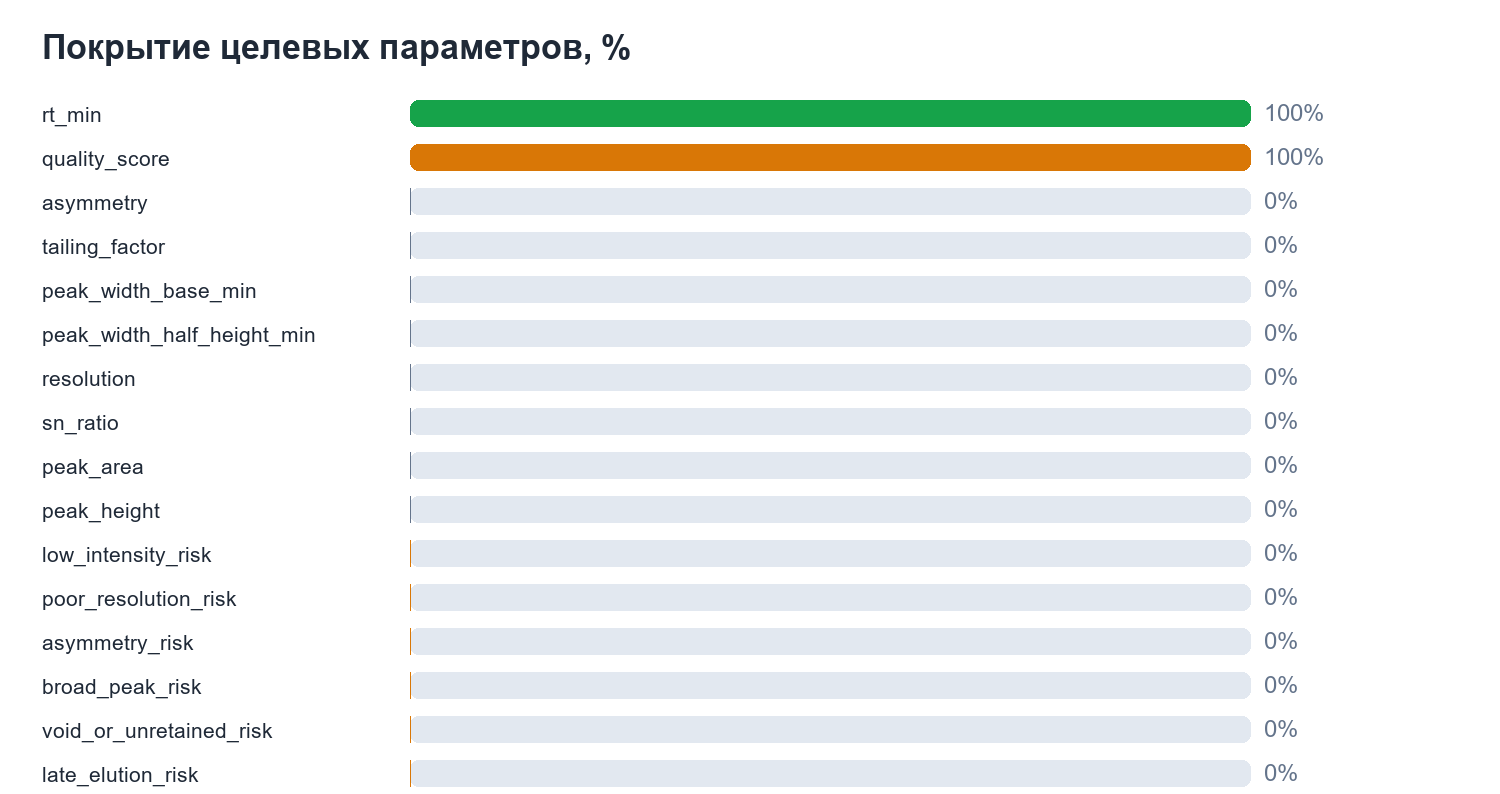 Покрытие целевых параметров, %
rt_min 100%
quality_score 100%
asymmetry 0%
tailing_factor 0%
peak_width_base_min 0%
peak_width_half_height_min 0%
resolution 0%
sn_ratio 0%
peak_area 0%
peak_height 0%
low_intensity_risk 0%
poor_resolution_risk 0%
asymmetry_risk 0%
broad_peak_risk 0%
void_or_unretained_risk 0%
late_elution_risk 0%